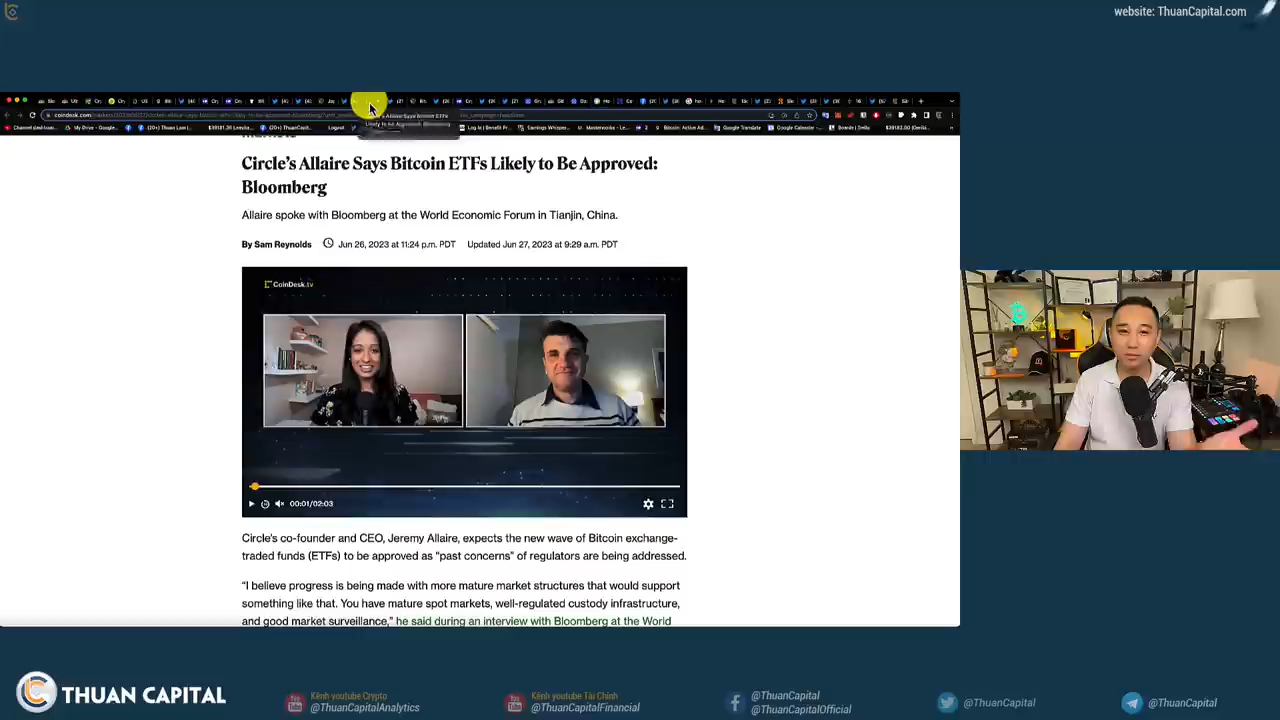 website: ThuanCapital.com
Circle's Allaire Says Bitcoin ETFs Likely to Be Approved:
Bloomberg
Allaire spoke with Bloomberg at the World Economic Forum in Tianjin, China.
By Sam Reynolds Jun 26, 2023 at 11:24 p.m. PDT Updated Jun 27, 2023 at 9:29 a.m. PDT
CoinDesk.tv
00:01/02:03
Circle's co-founder and CEO, Jeremy Allaire, expects the new wave of Bitcoin exchange-
traded funds (ETFs) to be approved as "past concerns" of regulators are being addressed.
"I believe progress is being made with more mature market structures that would support
something like that. You have mature spot markets, well-regulated custody infrastructure,
and good market surveillance," he said during an interview with Bloomberg at the World
THUAN CAPITAL
Kênh youtube Crypto
@ThuanCapitalAnalytics
Kênh youtube Tài Chính
@ThuanCapitalFinancial
@ThuanCapital
@ThuanCapitalOfficial
@ThuanCapital
@ThuanCapital